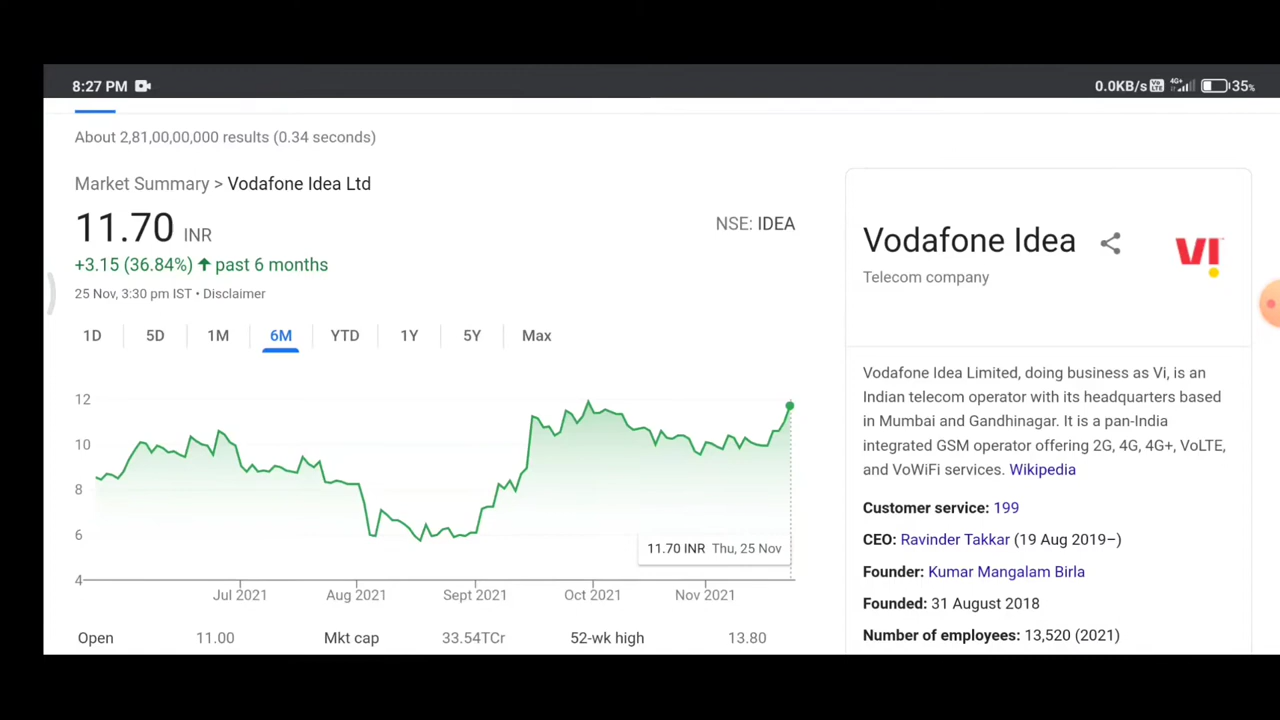 8:27 PM
0.0KB/s Vo LTE 4G+ 35%
About 2,81,00,00,000 results (0.34 seconds)
Market Summary > Vodafone Idea Ltd
11.70 INR
NSE: IDEA
+3.15 (36.84%) ↑ past 6 months
25 Nov, 3:30 pm IST • Disclaimer
1D 5D 1M 6M YTD 1Y 5Y Max
12
10
8
6
4
11.70 INR Thu, 25 Nov
Jul 2021 Aug 2021 Sept 2021 Oct 2021 Nov 2021
Open 11.00 Mkt cap 33.54TCr 52-wk high 13.80
Vodafone Idea
VI
Telecom company
Vodafone Idea Limited, doing business as Vi, is an
Indian telecom operator with its headquarters based
in Mumbai and Gandhinagar. It is a pan-India
integrated GSM operator offering 2G, 4G, 4G+, VoLTE,
and VoWiFi services. Wikipedia
Customer service: 199
CEO: Ravinder Takkar (19 Aug 2019–)
Founder: Kumar Mangalam Birla
Founded: 31 August 2018
Number of employees: 13,520 (2021)